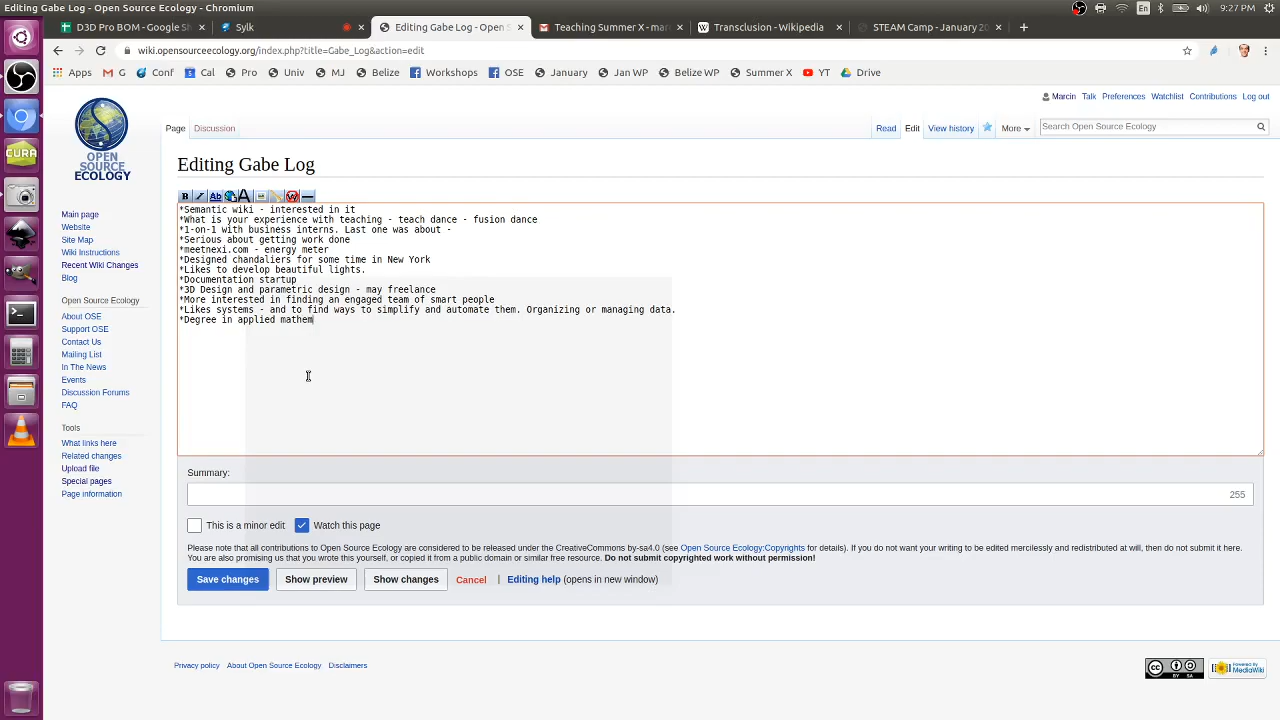 Editing Gabe Log - Open Source Ecology - Chromium
En
9:27 PM
D3D Pro BOM - Google Sh
Sylk
Editing Gabe Log - Open S
Teaching Summer X - marc
Transclusion - Wikipedia
STEAM Camp - January 20
wiki.opensourceecology.org/index.php?title=Gabe_Log&action=edit
Apps
G
Conf
Cal
Pro
Univ
MJ
Belize
Workshops
OSE
January
Jan WP
Belize WP
Summer X
YT
Drive
Marcin
Talk
Preferences
Watchlist
Contributions
Log out
OPEN
SOURCE
ECOLOGY
Page
Discussion
Read
Edit
View history
More
Search Open Source Ecology
Editing Gabe Log
B
Ab
A
*Semantic wiki - interested in it
*What is your experience with teaching - teach dance - fusion dance
*1-on-1 with business interns. Last one was about -
*Serious about getting work done
*meetnexi.com - energy meter
*Designed chandaliers for some time in New York
*Likes to develop beautiful lights.
*Documentation startup
*3D Design and parametric design - may freelance
*More interested in finding an engaged team of smart people
*Likes systems - and to find ways to simplify and automate them. Organizing or managing data.
*Degree in applied mathem
Main page
Website
Site Map
Wiki Instructions
Recent Wiki Changes
Blog
Open Source Ecology
About OSE
Support OSE
Contact Us
Mailing List
In The News
Events
Discussion Forums
FAQ
Tools
What links here
Related changes
Upload file
Special pages
Page information
CURA
Summary:
255
This is a minor edit
Watch this page
Please note that all contributions to Open Source Ecology are considered to be released under the CreativeCommons by-sa4.0 (see Open Source Ecology:Copyrights for details). If you do not want your writing to be edited mercilessly and redistributed at will, then do not submit it here.
You are also promising us that you wrote this yourself, or copied it from a public domain or similar free resource. Do not submit copyrighted work without permission!
Save changes
Show preview
Show changes
Cancel
|
Editing help (opens in new window)
Privacy policy
About Open Source Ecology
Disclaimers
BY SA
Powered By
MediaWiki